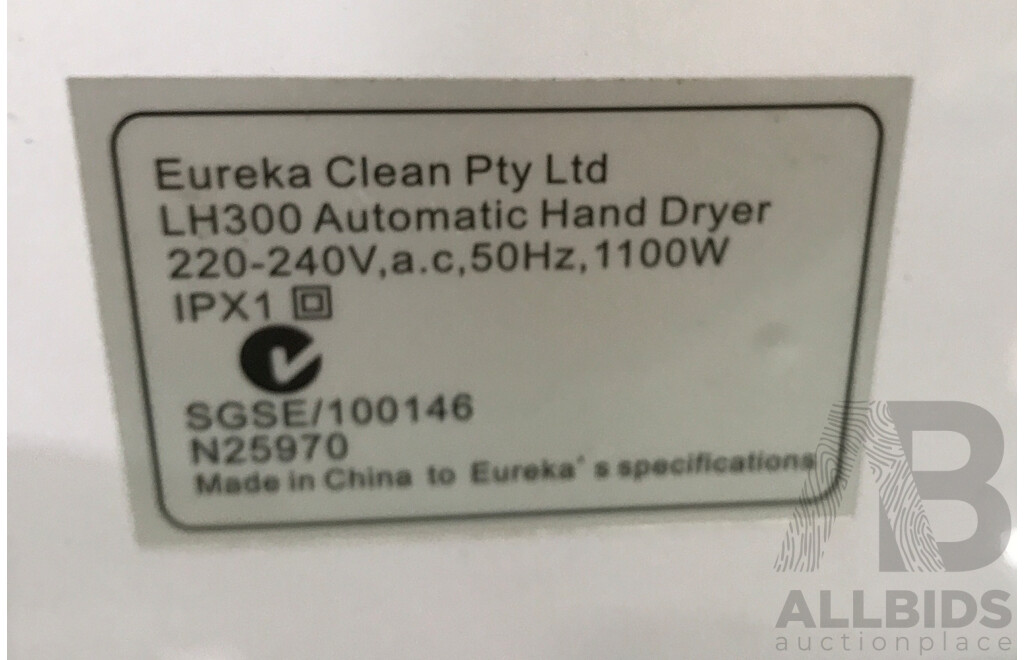 Eureka Clean Pty Ltd
LH300 Automatic Hand Dryer
220-240V,a.c,50Hz,1100W
IPX1
SGSE/100146
N25970
Made in China to Eureka's specifications
AB
ALLBIDS
auctionplace